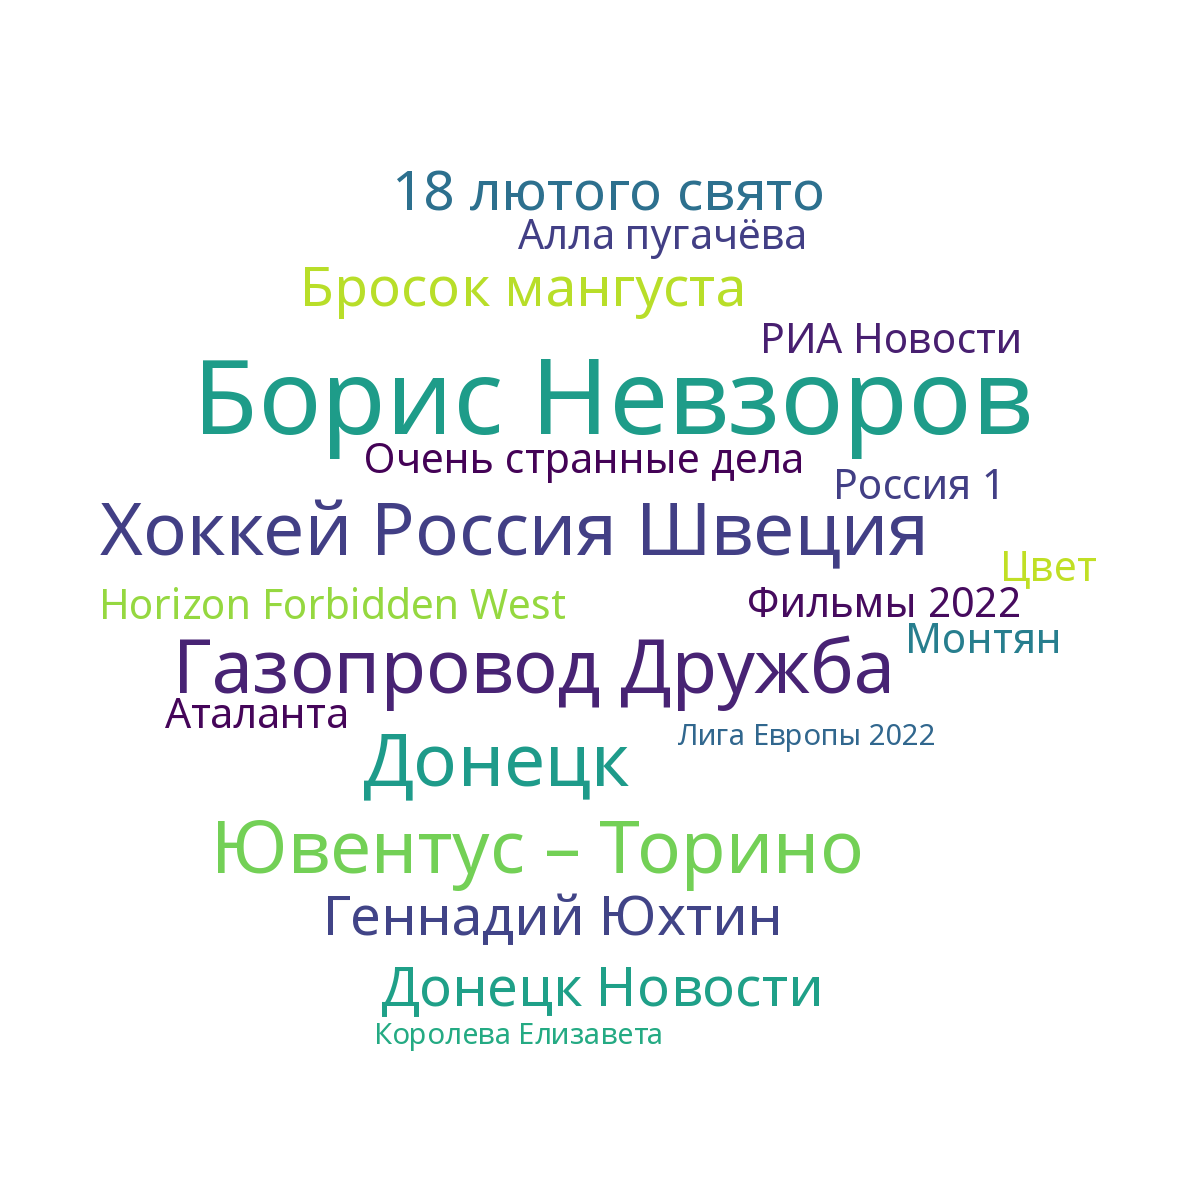 18 лютого свято
Алла пугачёва
Бросок мангуста
РИА Новости
Борис Невзоров
Очень странные дела
Россия 1
Хоккей Россия Швеция
Цвет
Horizon Forbidden West
Фильмы 2022
Монтян
Газопровод Дружба
Аталанта
Лига Европы 2022
Донецк
Ювентус – Торино
Геннадий Юхтин
Донецк Новости
Королева Елизавета